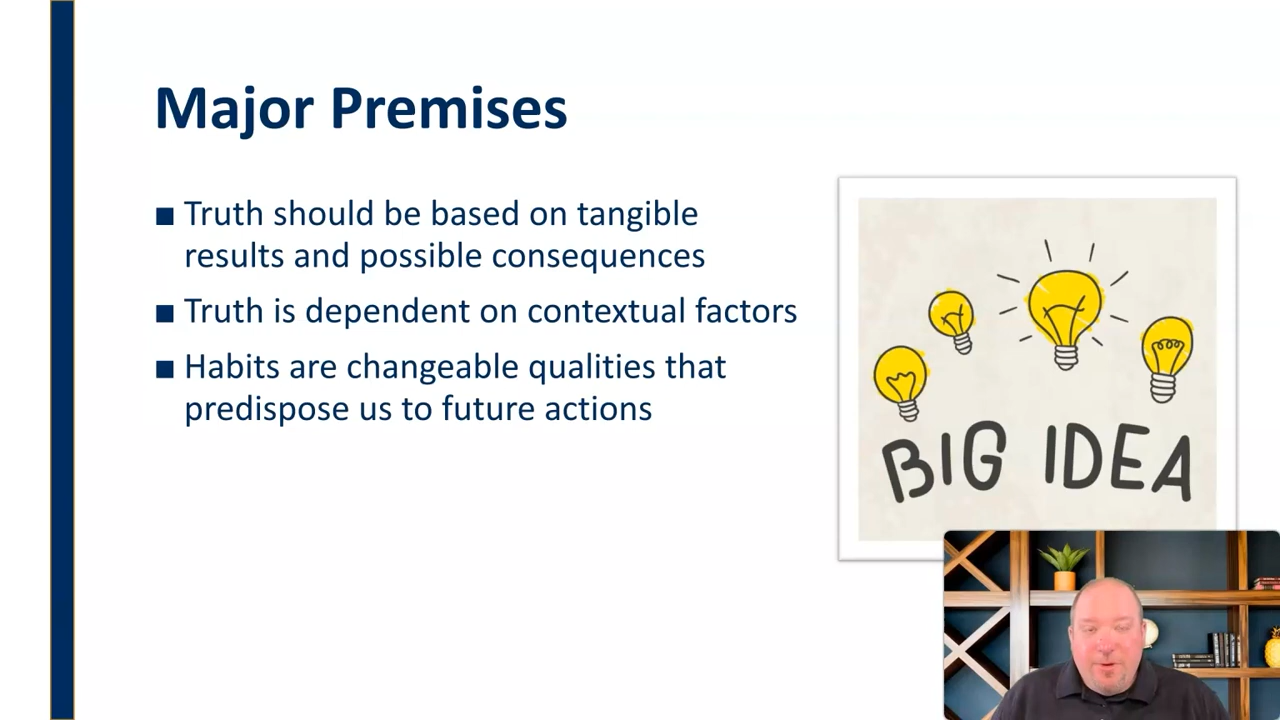 Major Premises
■ Truth should be based on tangible
results and possible consequences
■ Truth is dependent on contextual factors
■ Habits are changeable qualities that
predispose us to future actions
BIG IDEA